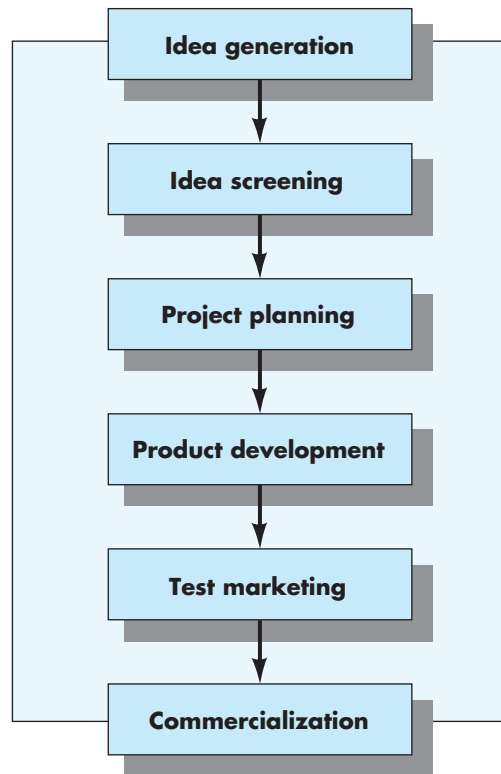 Idea generation
Idea screening
Project planning
Product development
Test marketing
Commercialization